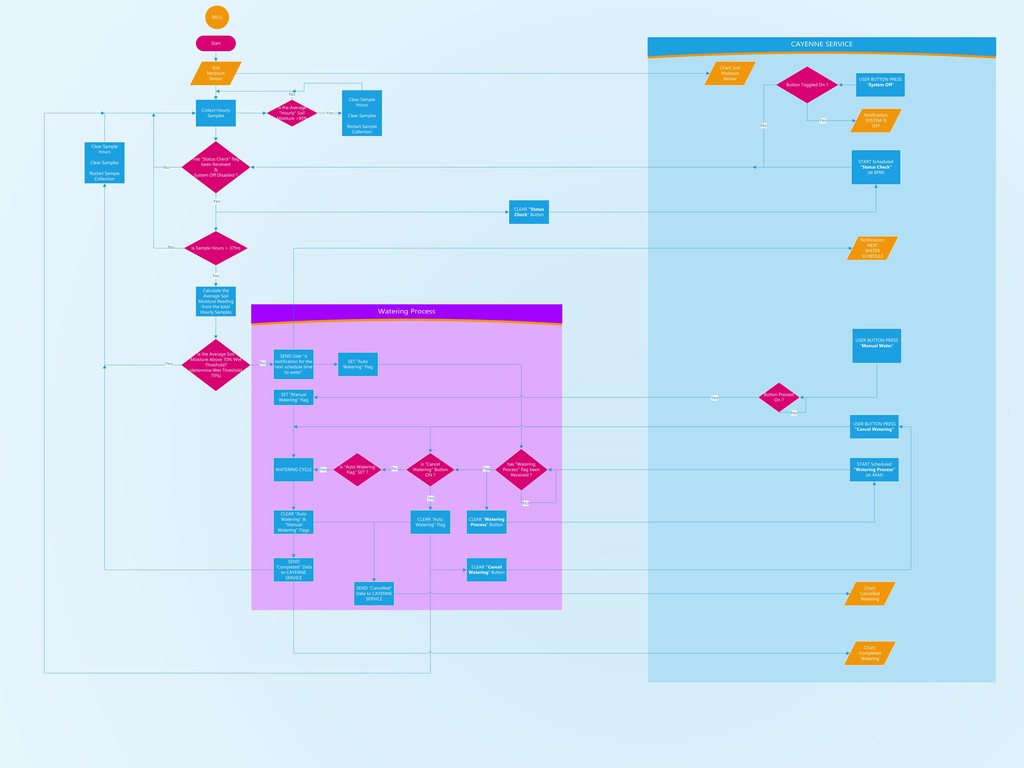 MCU
Start
Soil
Moisture
Sensor
Collect Hourly
Samples
Is the Average
"Hourly" Soil
Moisture >85%
No
Yes
Clear Sample
Hours
Clear Samples
Restart Sample
Collection
Clear Sample
Hours
Clear Samples
Restart Sample
Collection
has "Status Check" flag
been Received
&
System Off Disabled ?
No
Yes
CLEAR "Status
Check" Button
Is Sample Hours >
No
Yes
Calculate the
Average Soil
Moisture Reading
from the total
Hourly Samples
Is the Average Soil
Moisture Above 70% Wet
Threshold?
(determine Wet Threshold
70%)
Yes
No
Watering Process
SEND User's
notification for the
next schedule time
to water"
SET "Auto
Watering" Flag
SET "Manual
Watering" Flag
WATERING CYCLE
Yes
is "Auto Watering
Flag" SET ?
No
is "Cancel
Watering" Button
ON ?
Yes
Yes
has "Watering
Process" flag been
Received ?
No
CLEAR "Auto
Watering" &
"Manual
Watering" Flags
CLEAR "Auto
Watering" Flag
CLEAR "Watering
Process" Button
SEND
"Completed" Data
to CAYENNE
SERVICE
CLEAR "Cancel
Watering" Button
SEND "Cancelled"
Data to CAYENNE
SERVICE
CAYENNE SERVICE
Chart: Soil
Moisture
Sensor
Button Toggled On ?
USER BUTTON PRESS
"System Off"
No
Yes
Notification:
SYSTEM IS
OFF
START Scheduled
"Status Check"
(at 8PM)
Notification:
NEXT
WATER
SCHEDULE
USER BUTTON PRESS
"Manual Water"
Button Pressed
On ?
Yes
No
USER BUTTON PRESS
"Cancel Watering"
START Scheduled
"Watering Process"
(at 4AM)
Chart:
Cancelled
Watering
Chart:
Completed
Watering